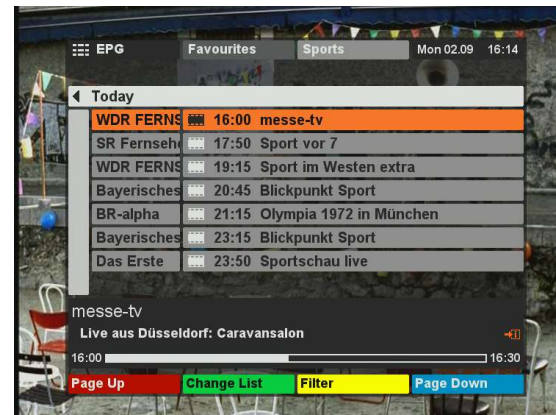 EPG Favourites Sports Mon 02.09 16:14
Today
WDR FERNS 16:00 messe-tv
SR Fernseh 17:50 Sport vor 7
WDR FERNS 19:15 Sport im Westen extra
Bayerisches 20:45 Blickpunkt Sport
BR-alpha 21:15 Olympia 1972 in München
Bayerisches 23:15 Blickpunkt Sport
Das Erste 23:50 Sportschau live
messe-tv
Live aus Düsseldorf: Caravansalon
16:00 16:30
Page Up Change List Filter Page Down